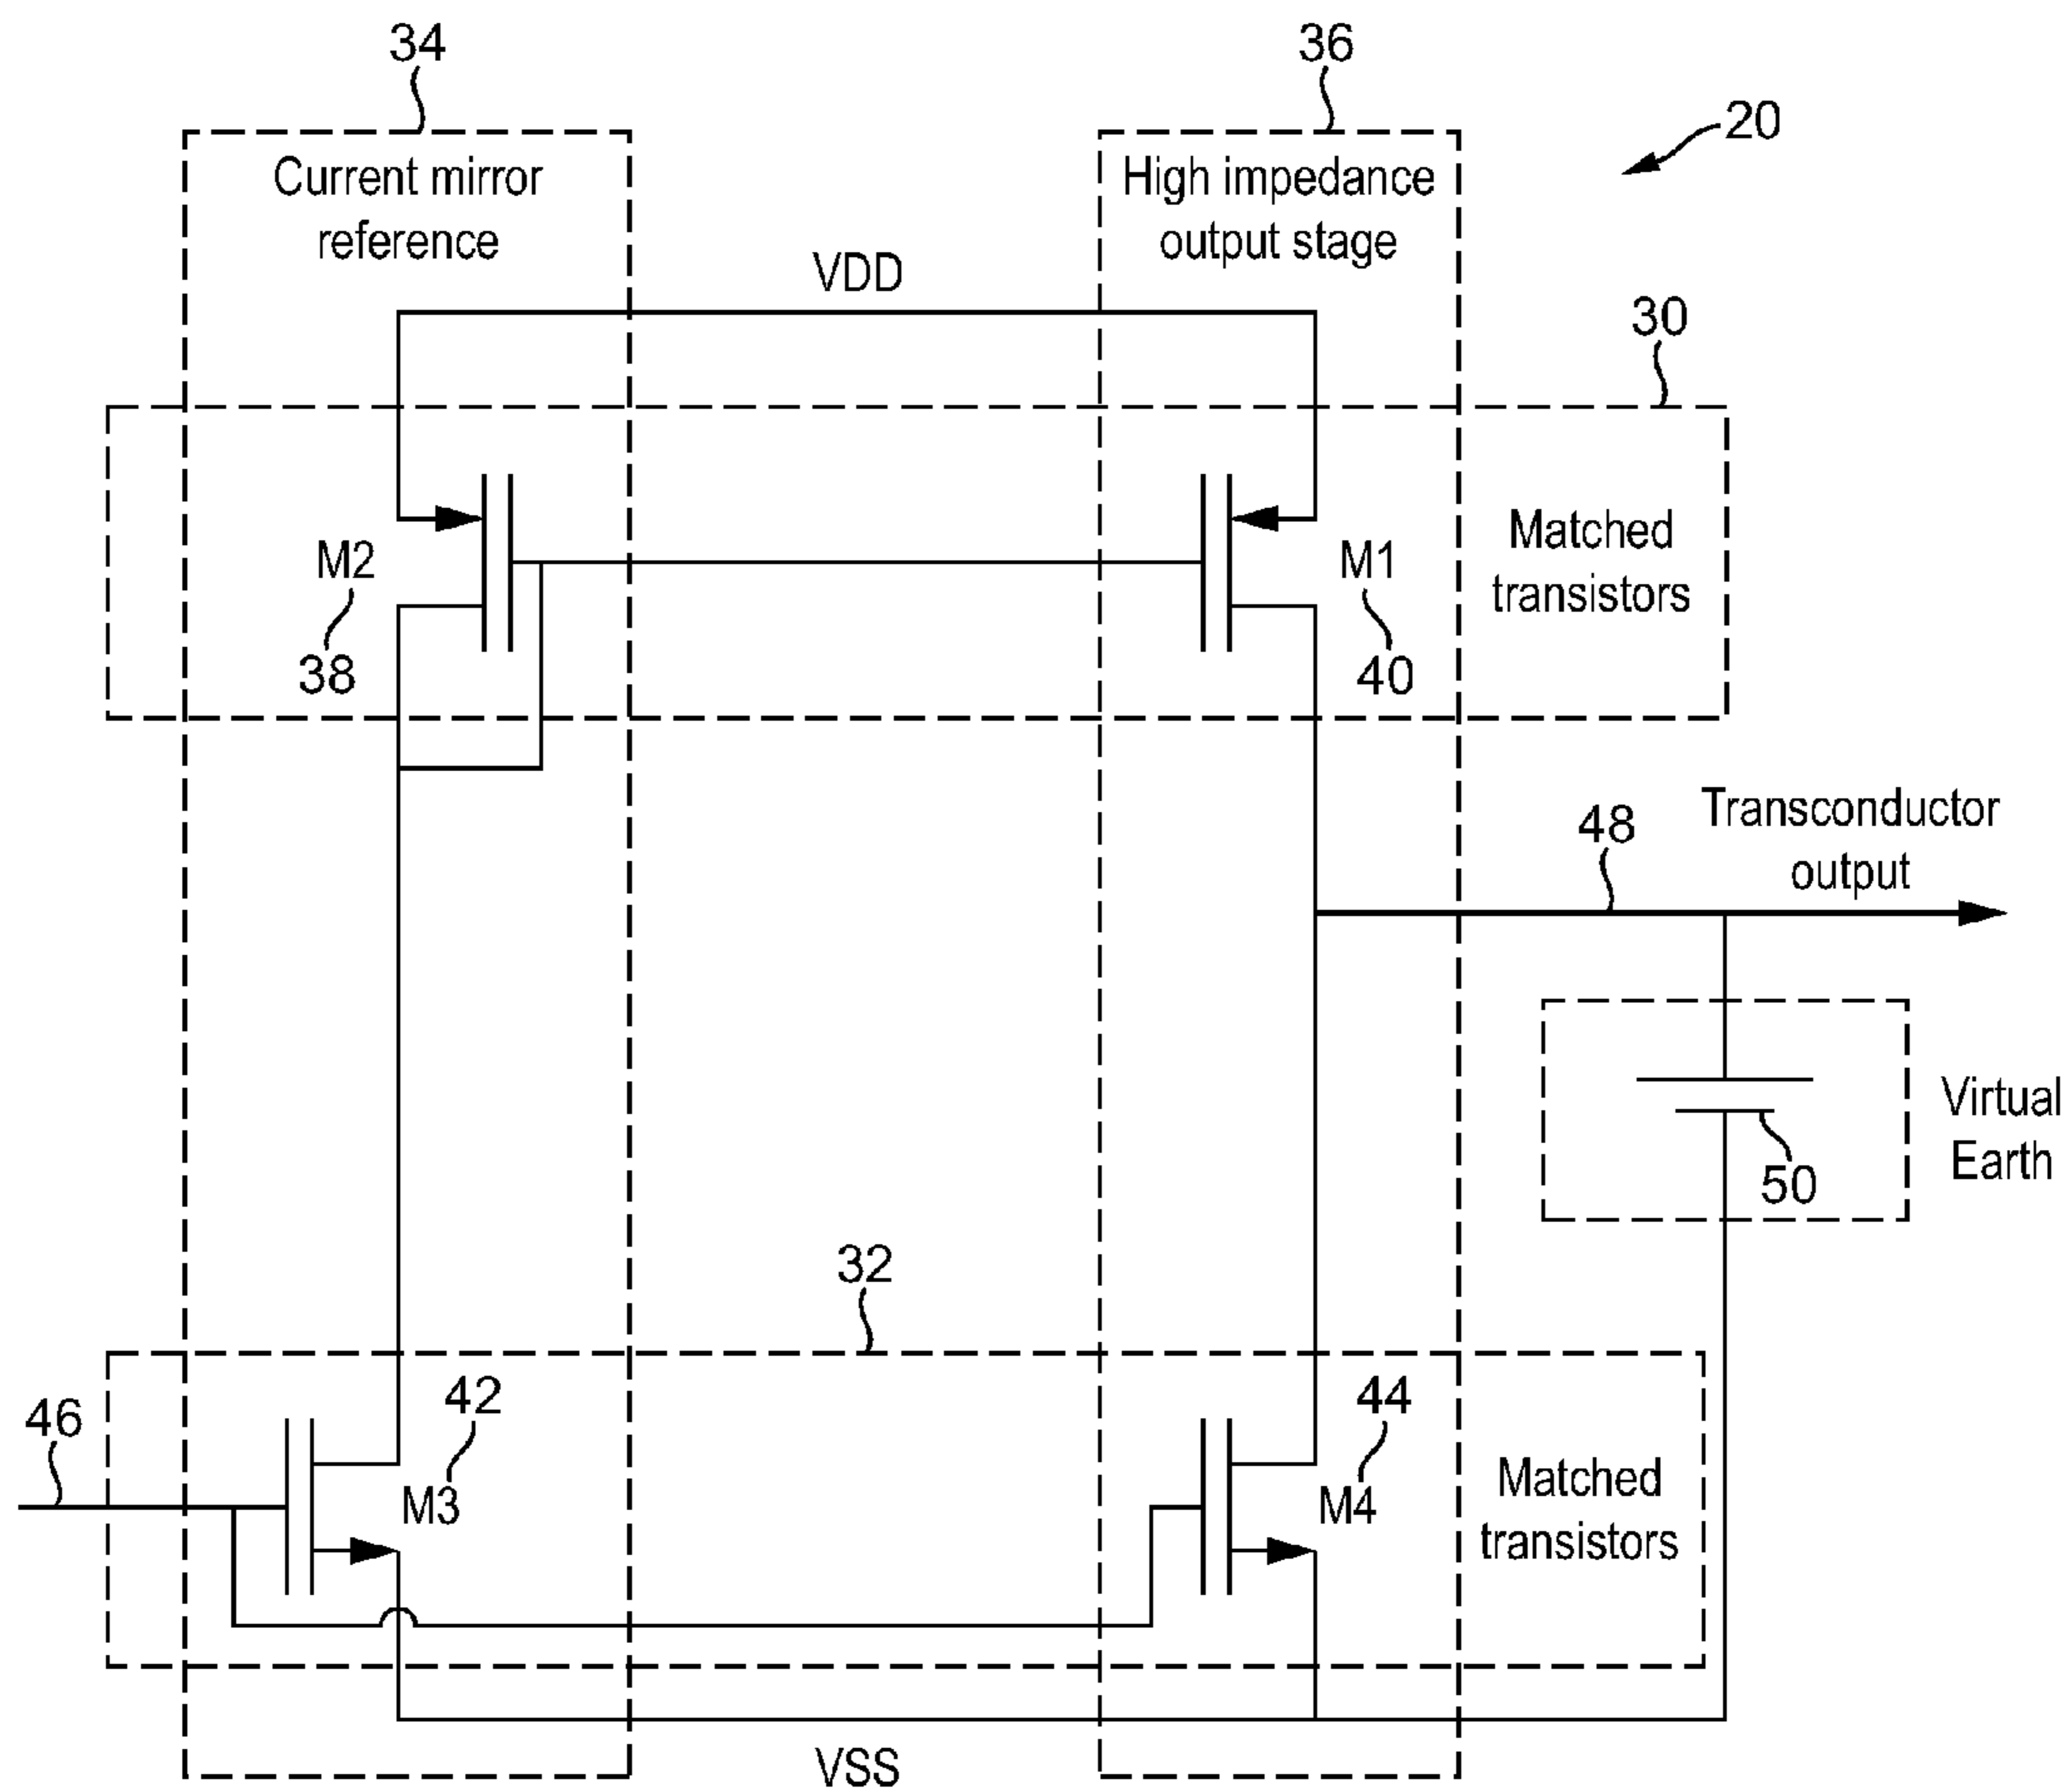 34
36
20
Current mirror
reference
High impedance
output stage
VDD
30
M2
38
M1
40
Matched
transistors
48
Transconductor
output
Virtual
Earth
50
32
46
42
M3
44
M4
Matched
transistors
VSS